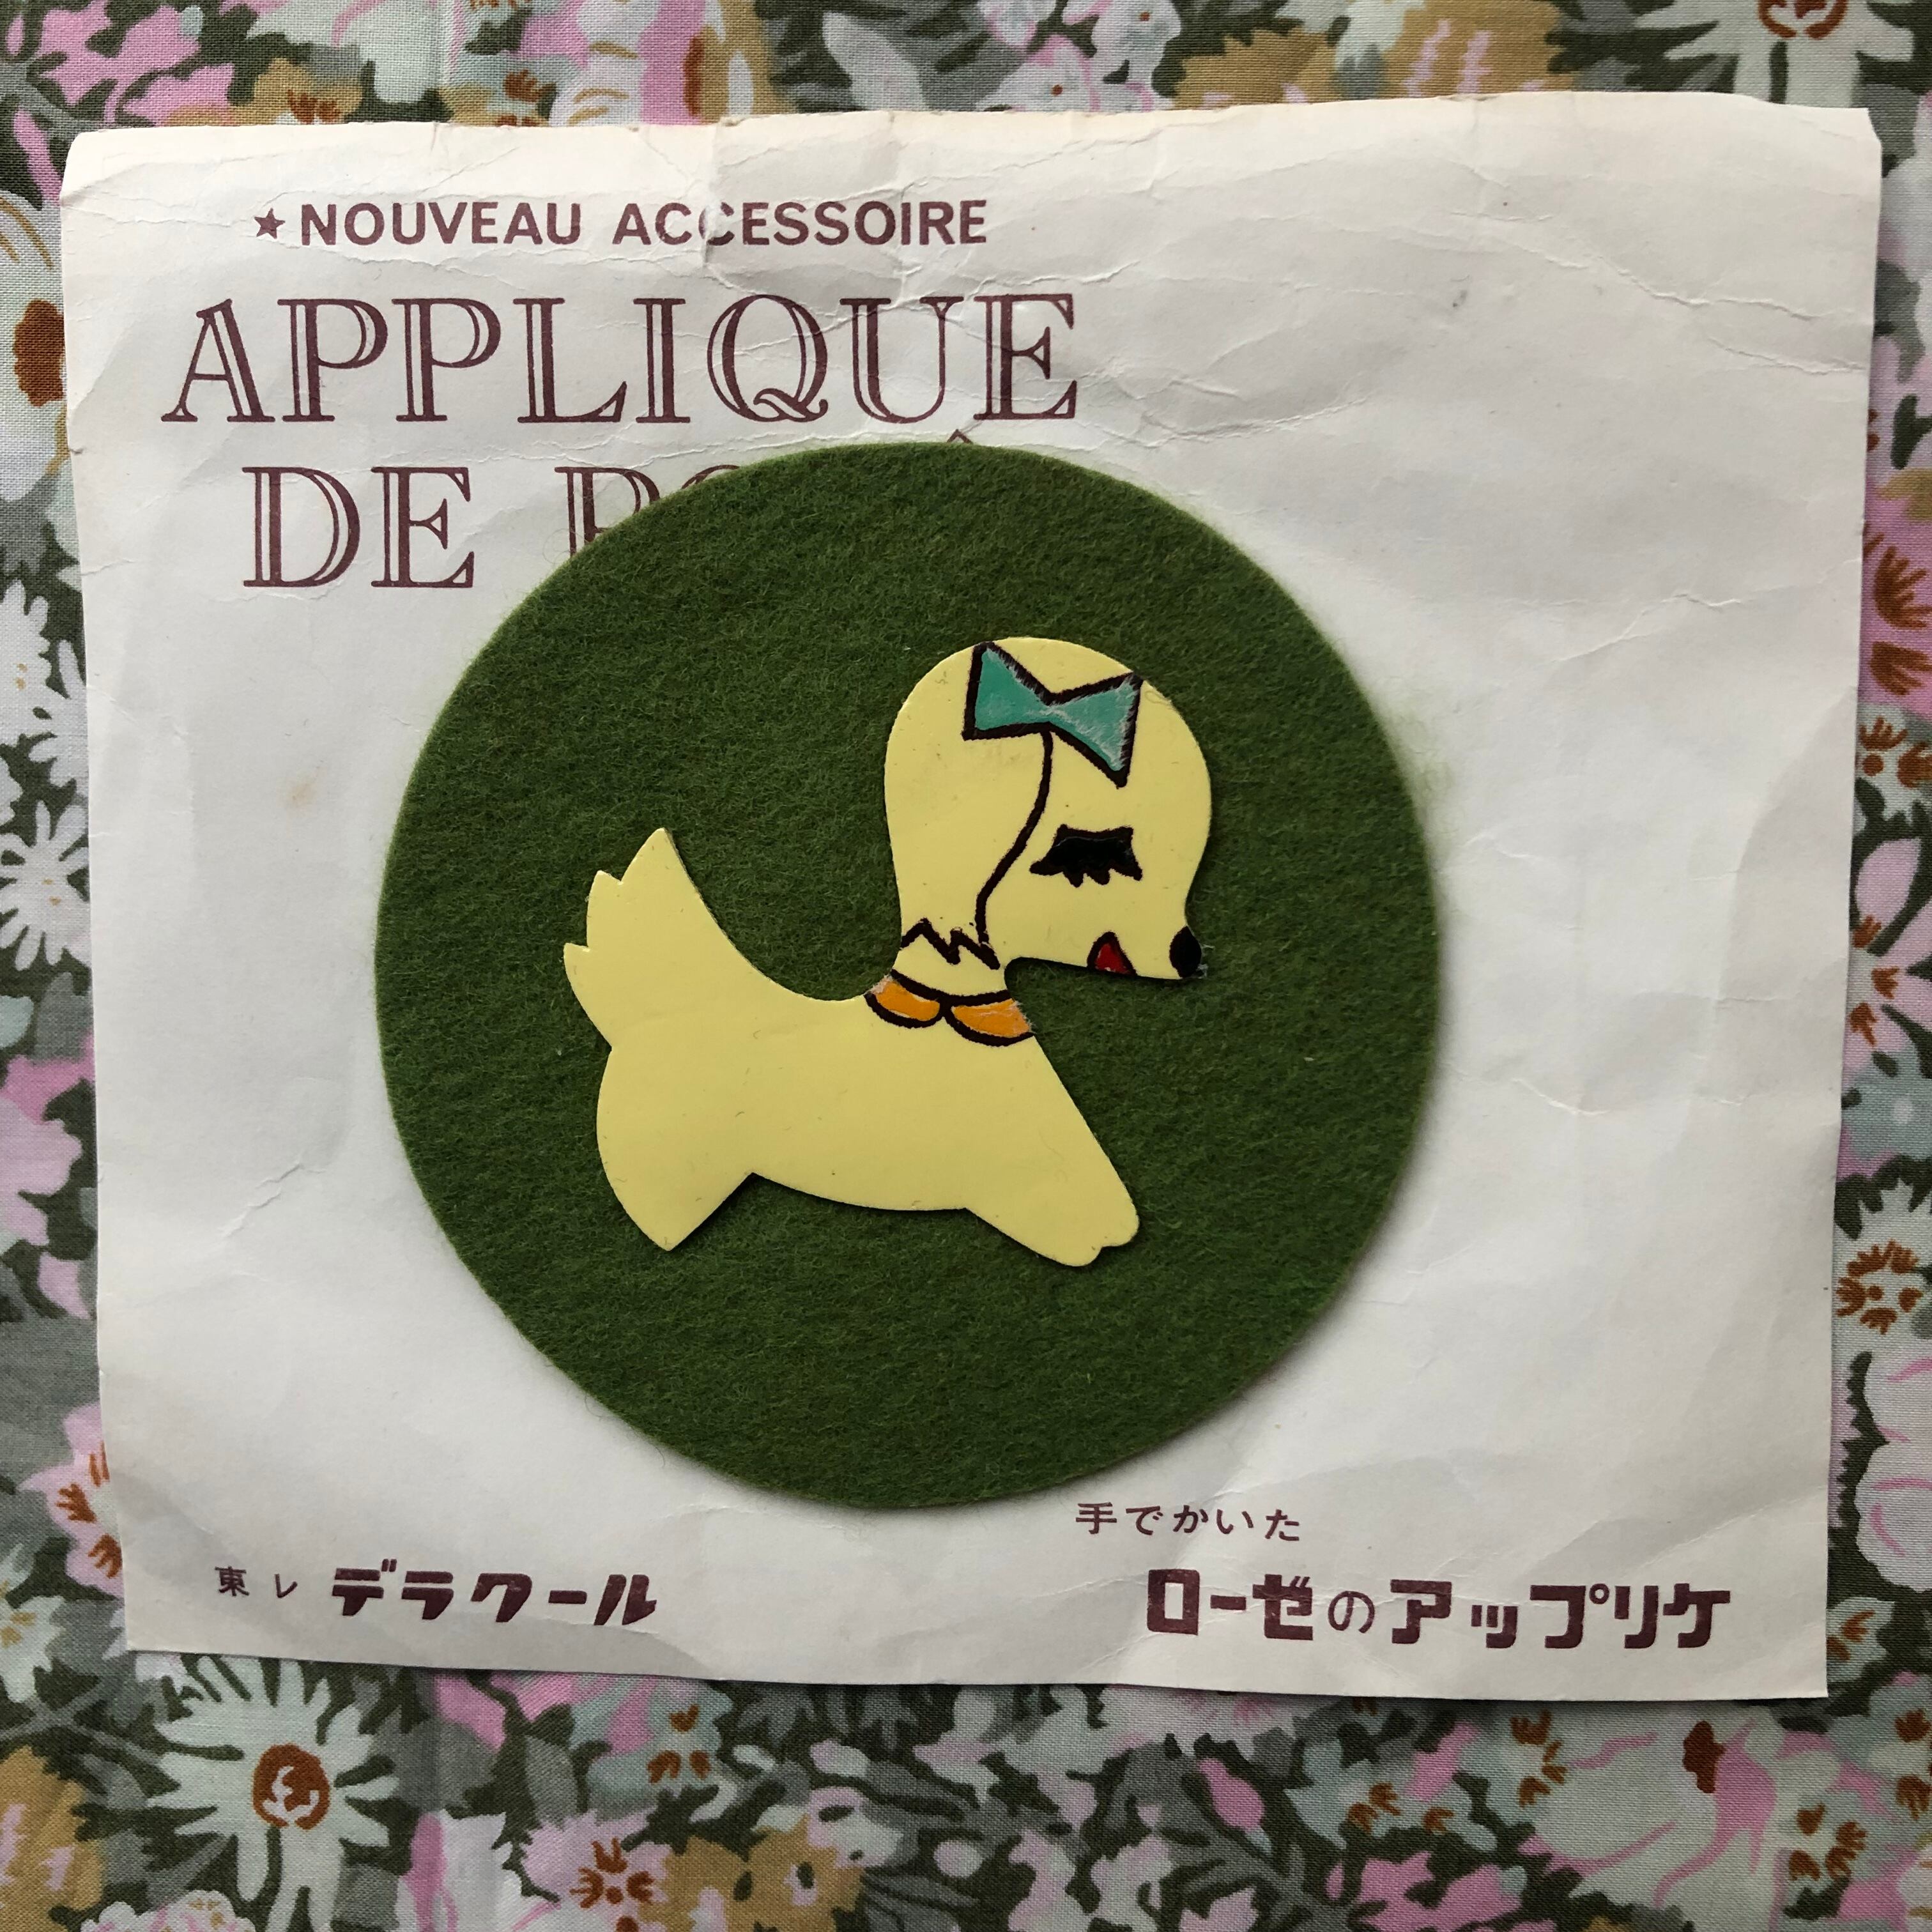 ★NOUVEAU ACCESSOIRE
APPLIQUE
DE
手でかいた
東レ デラクール
ローゼのアップリケ